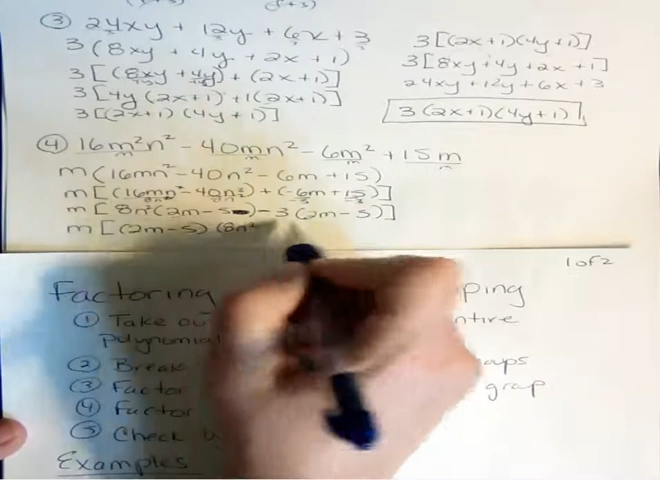 ③ 24xy + 12y + 6x + 3
3(8xy + 4y + 2x + 1)
3[(8xy + 4y) + (2x + 1)]
3[4y(2x+1) + 1(2x+1)]
3[(2x+1)(4y+1)]
3[(2x+1)(4y+1)]
3[8xy+4y+2x+1]
24xy+12y+6x+3
3(2x+1)(4y+1)
④ 16m²n² - 40mn² - 6m² + 15m
m(16mn² - 40n² - 6m + 15)
m[(16mn² - 40n²) + (-6m + 15)]
m[8n²(2m-5) - 3(2m-5)]
m[(2m-5)(8n²
1 of 2
Factoring ping
① Take ntire
polynomial
② Break ups
③ Factor
④ Factor
⑤ Check
Examples